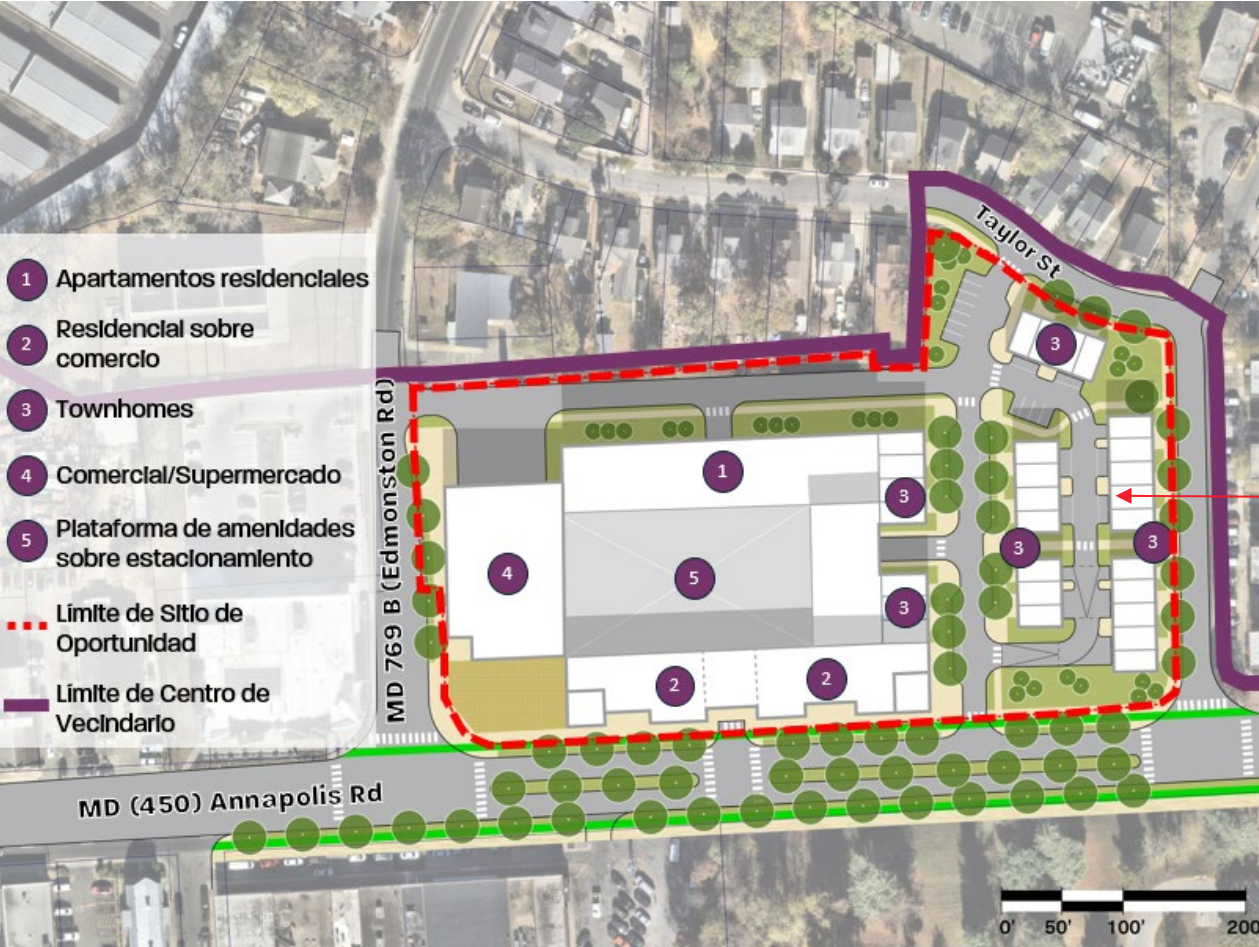 1 Apartamentos residenciales
2 Residencial sobre
comercio
3 Townhomes
4 Comercial/Supermercado
5 Plataforma de amenidades
sobre estacionamiento
Límite de Sitio de
Oportunidad
Límite de Centro de
Vecindario
Taylor St
MD 769 B (Edmonston Rd)
MD (450) Annapolis Rd
3
1
3
3
3
4
5
3
2
2
0' 50' 100' 200